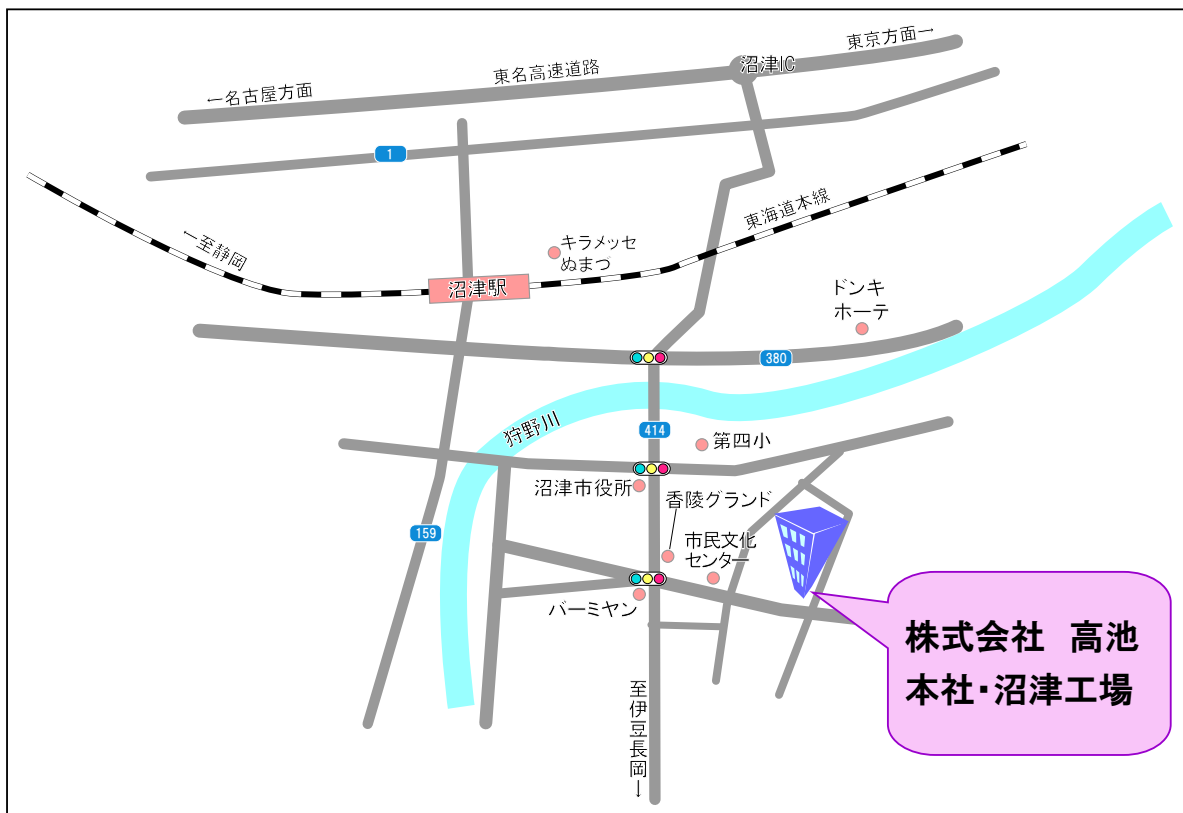 東京方面→
沼津IC
東名高速道路
←名古屋方面
1
東海道本線
←至静岡
キラメッセ
ぬまづ
沼津駅
ドンキ
ホーテ
380
狩野川
414
第四小
沼津市役所
香陵グランド
159
市民文化
センター
バーミヤン
株式会社 高池
本社・沼津工場
至伊豆長岡→